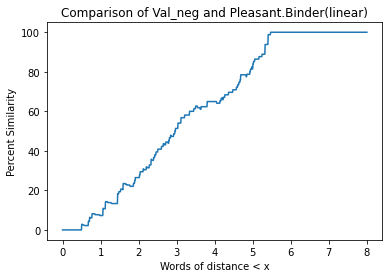 Comparison of Val_neg and Pleasant.Binder(linear)
100
80
60
40
20
0
Percent Similarity
0 1 2 3 4 5 6 7 8
Words of distance < x